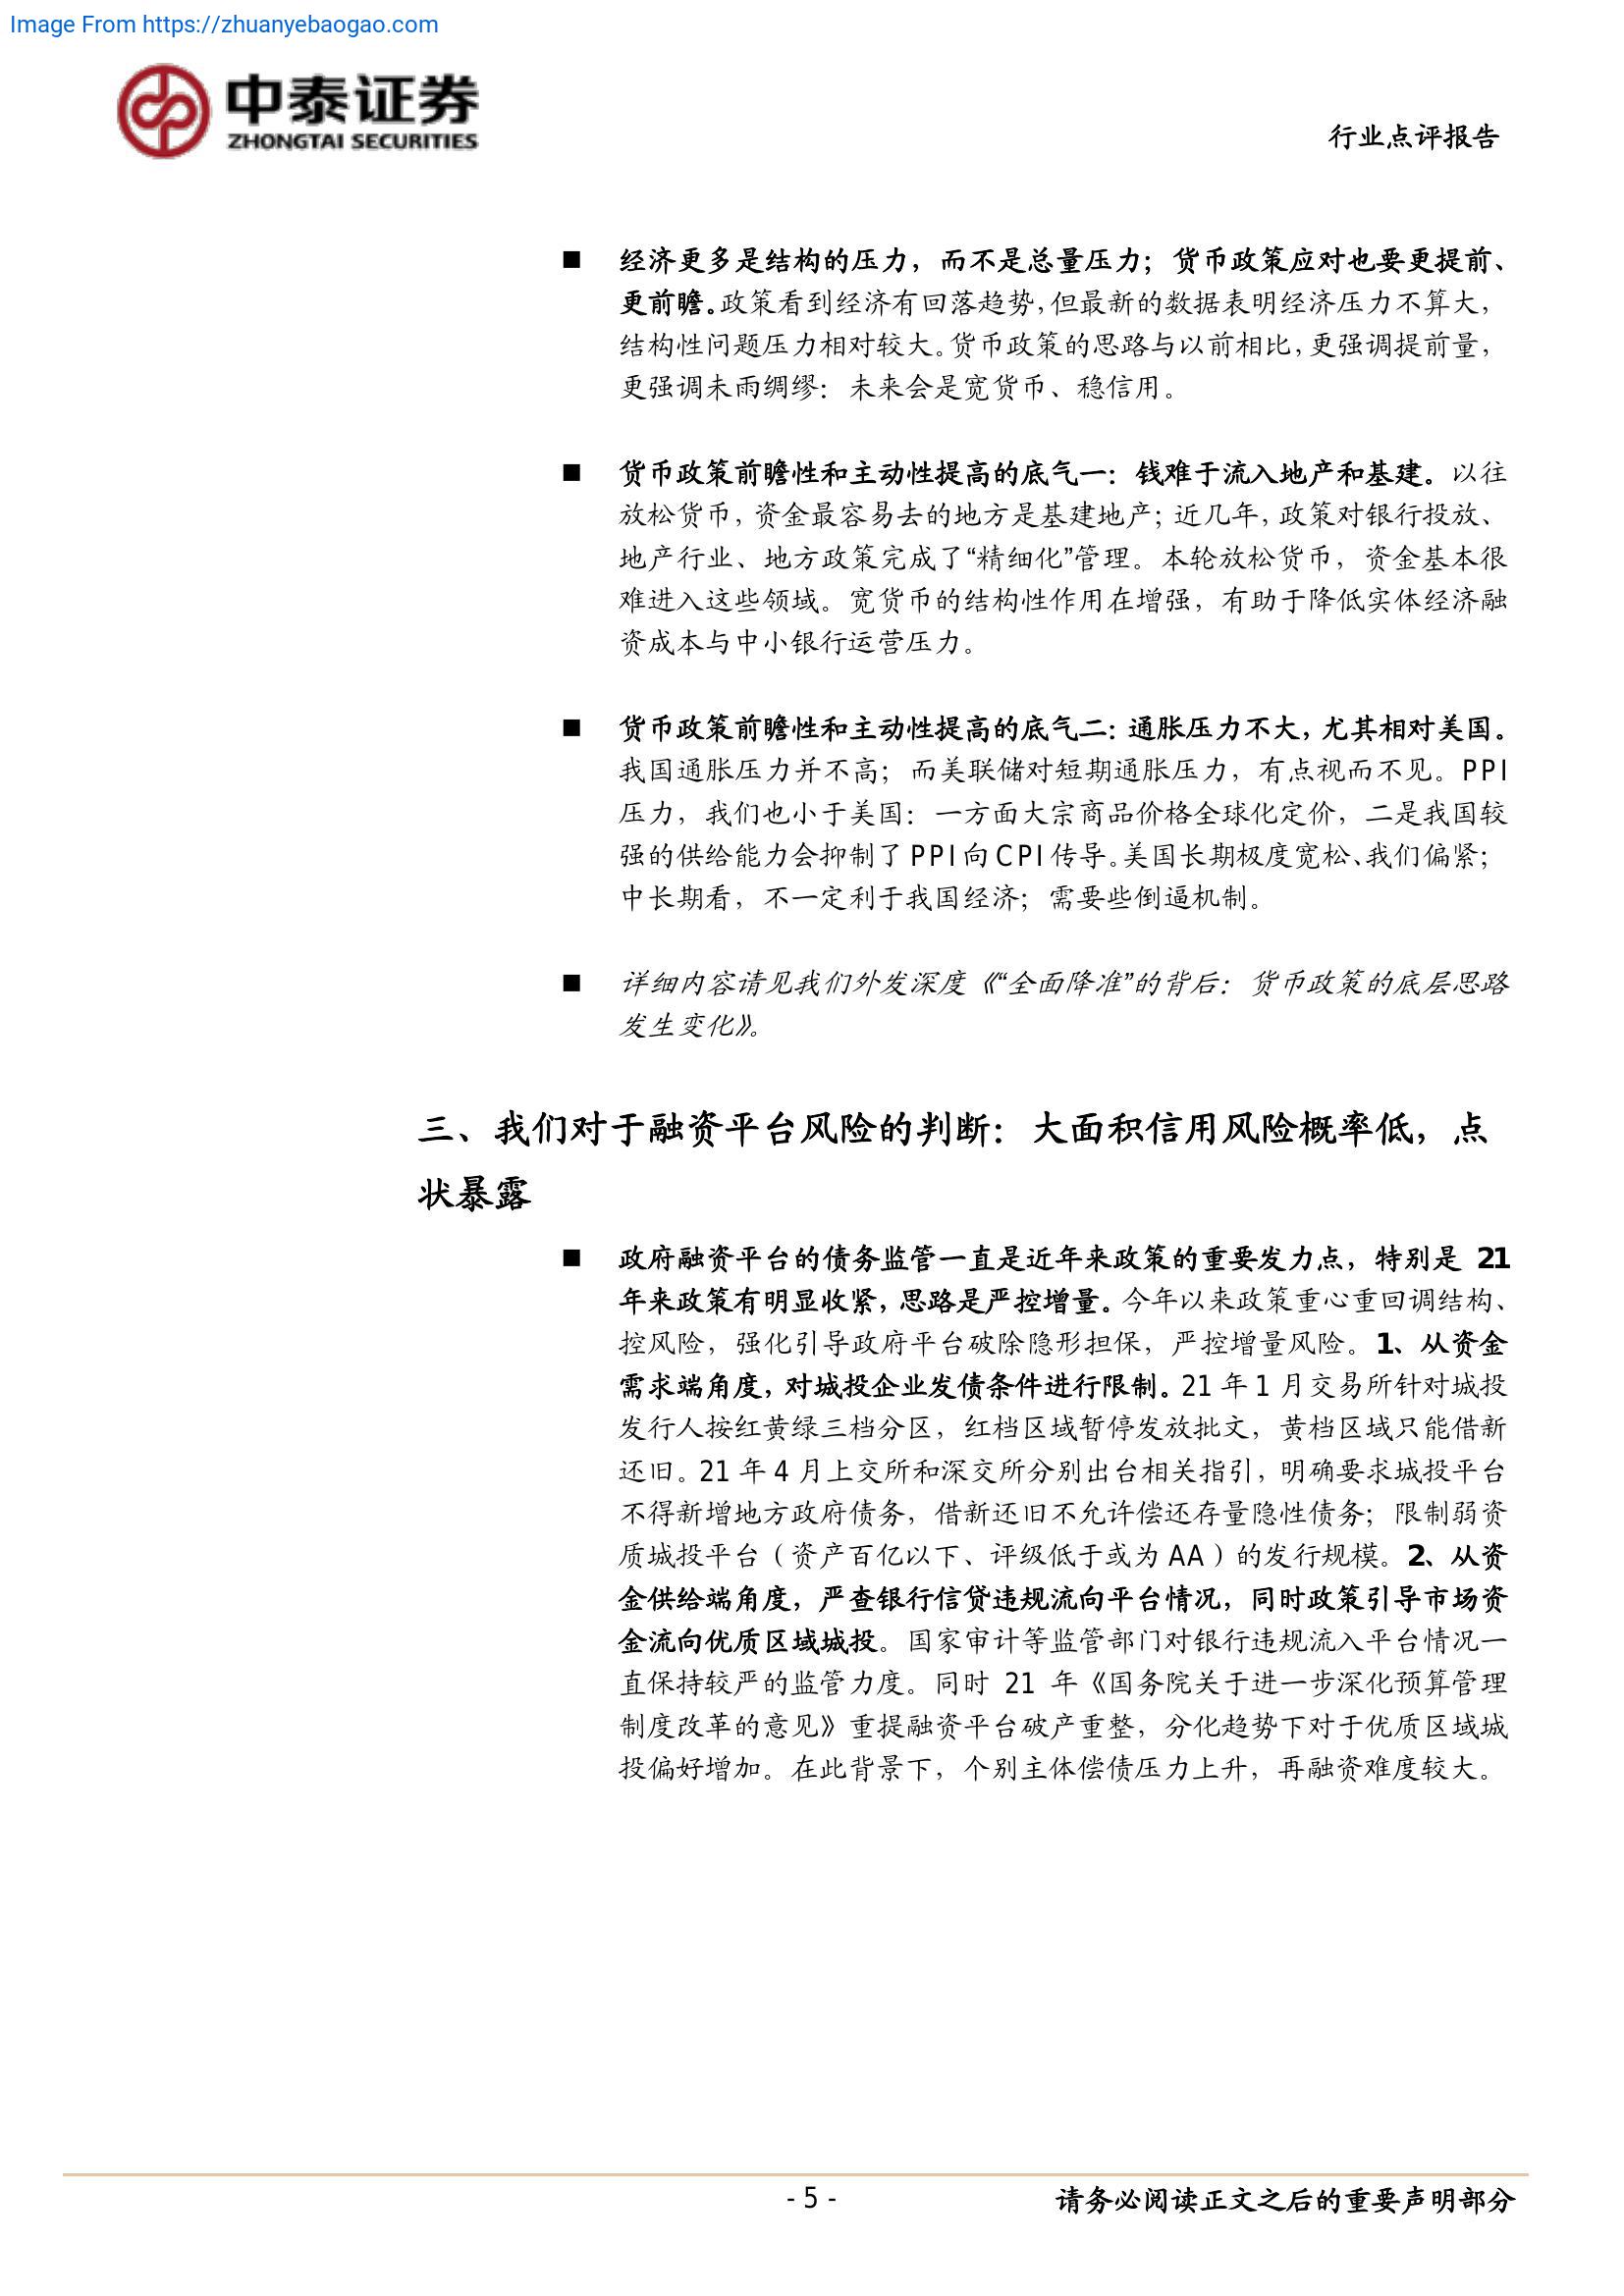 Image From https://zhuanyebaogao.com
中泰证券
ZHONGTAI SECURITIES
行业点评报告
■ 经济更多是结构的压力，而不是总量压力；货币政策应对也要更提前、
更前瞻。政策看到经济有回落趋势，但最新的数据表明经济压力不算大，
结构性问题压力相对较大。货币政策的思路与以前相比，更强调提前量，
更强调未雨绸缪：未来会是宽货币、稳信用。
■ 货币政策前瞻性和主动性提高的底气一：钱难于流入地产和基建。以往
放松货币，资金最容易去的地方是基建地产；近几年，政策对银行投放、
地产行业、地方政策完成了“精细化”管理。本轮放松货币，资金基本很
难进入这些领域。宽货币的结构性作用在增强，有助于降低实体经济融
资成本与中小银行运营压力。
■ 货币政策前瞻性和主动性提高的底气二：通胀压力不大，尤其相对美国。
我国通胀压力并不高；而美联储对短期通胀压力，有点视而不见。PPI
压力，我们也小于美国：一方面大宗商品价格全球化定价，二是我国较
强的供给能力会抑制了 PPI 向 CPI 传导。美国长期极度宽松、我们偏紧；
中长期看，不一定利于我国经济；需要些倒逼机制。
■ 详细内容请见我们外发深度《“全面降准”的背后：货币政策的底层思路
发生变化》。
三、我们对于融资平台风险的判断：大面积信用风险概率低，点
状暴露
■ 政府融资平台的债务监管一直是近年来政策的重要发力点，特别是 21
年来政策有明显收紧，思路是严控增量。今年以来政策重心重回调结构、
控风险，强化引导政府平台破除隐形担保，严控增量风险。1、从资金
需求端角度，对城投企业发债条件进行限制。21 年 1 月交易所针对城投
发行人按红黄绿三档分区，红档区域暂停发放批文，黄档区域只能借新
还旧。21 年 4 月上交所和深交所分别出台相关指引，明确要求城投平台
不得新增地方政府债务，借新还旧不允许偿还存量隐性债务；限制弱资
质城投平台（资产百亿以下、评级低于或为 AA）的发行规模。2、从资
金供给端角度，严查银行信贷违规流向平台情况，同时政策引导市场资
金流向优质区域城投。国家审计等监管部门对银行违规流入平台情况一
直保持较严的监管力度。同时 21 年《国务院关于进一步深化预算管理
制度改革的意见》重提融资平台破产重整，分化趋势下对于优质区域城
投偏好增加。在此背景下，个别主体偿债压力上升，再融资难度较大。
- 5 -
请务必阅读正文之后的重要声明部分